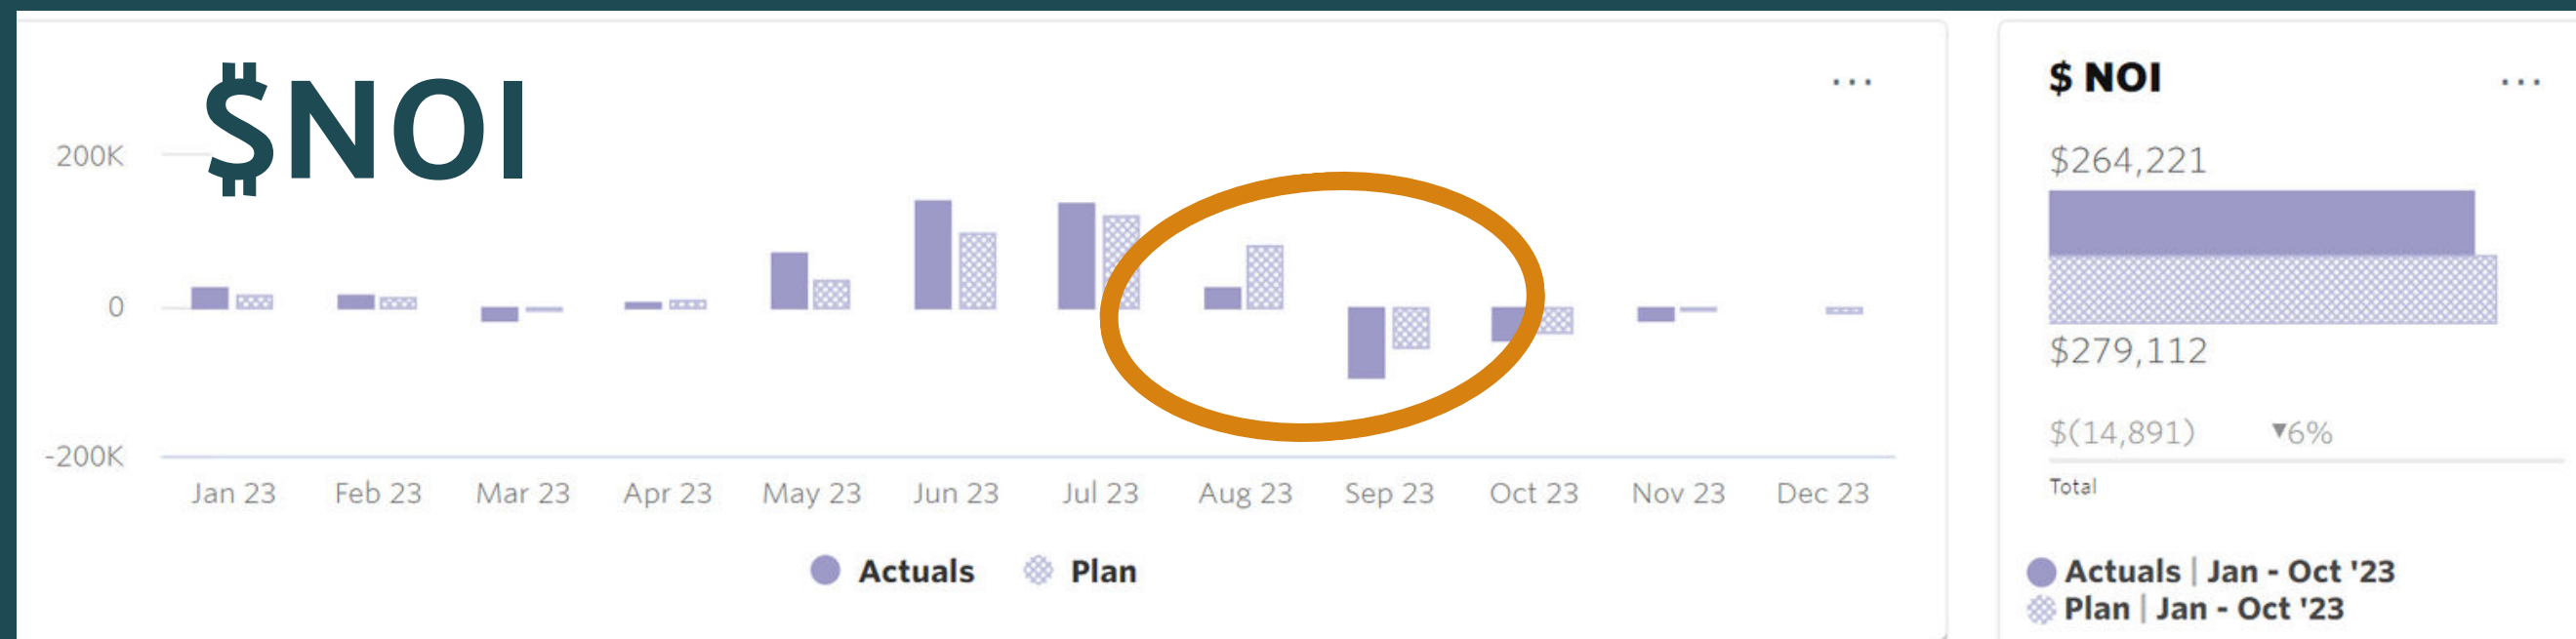 $NOI
...
200K
0
-200K
Jan 23 Feb 23 Mar 23 Apr 23 May 23 Jun 23 Jul 23 Aug 23 Sep 23 Oct 23 Nov 23 Dec 23
Actuals Plan
$ NOI
...
$264,221
$279,112
$(14,891) ▼6%
Total
Actuals | Jan - Oct '23
Plan | Jan - Oct '23